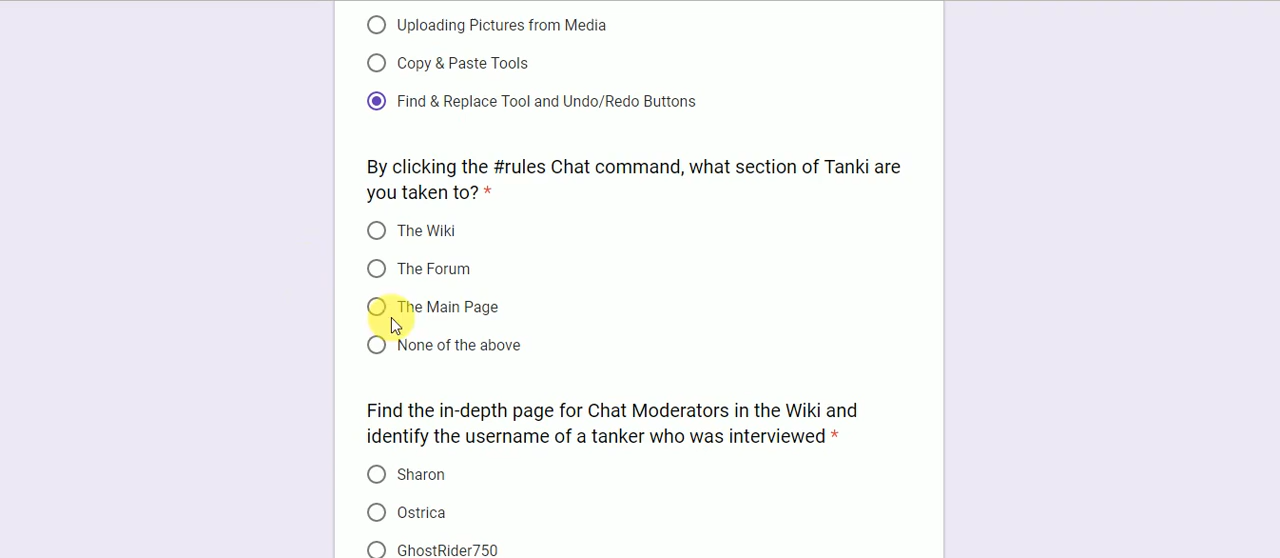 Uploading Pictures from Media
Copy & Paste Tools
Find & Replace Tool and Undo/Redo Buttons
By clicking the #rules Chat command, what section of Tanki are
you taken to? *
The Wiki
The Forum
The Main Page
None of the above
Find the in-depth page for Chat Moderators in the Wiki and
identify the username of a tanker who was interviewed *
Sharon
Ostrica
GhostRider750